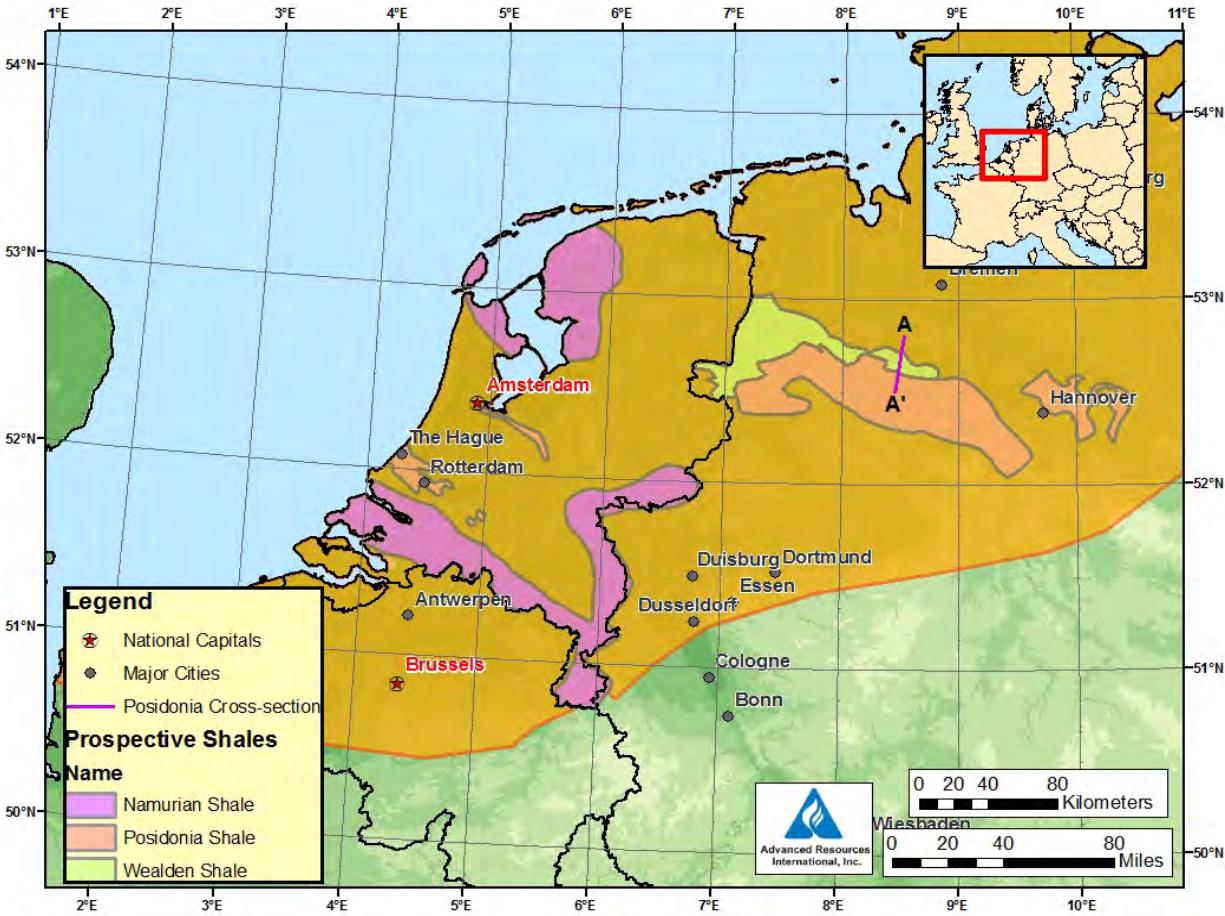 1°E 2°E 3°E 4°E 5°E 6°E 7°E 8°E 9°E 10°E 11°E
54°N
54°N
rg
53°N
Bremen
53°N
A
Amsterdam
A'
Hannover
52°N
The Hague
Rotterdam
52°N
Duisburg Dortmund
Essen
Legend
Antwerpen
Dusseldorf
51°N
National Capitals
Brussels
Cologne
51°N
Major Cities
Bonn
Posidonia Cross-section
Prospective Shales
Name
50°N
Namurian Shale
0 20 40 80
Kilometers
Posidonia Shale
Wiesbaden
Advanced Resources
International, Inc.
0 20 40 80
Miles
50°N
Wealden Shale
2°E 3°E 4°E 5°E 6°E 7°E 8°E 9°E 10°E